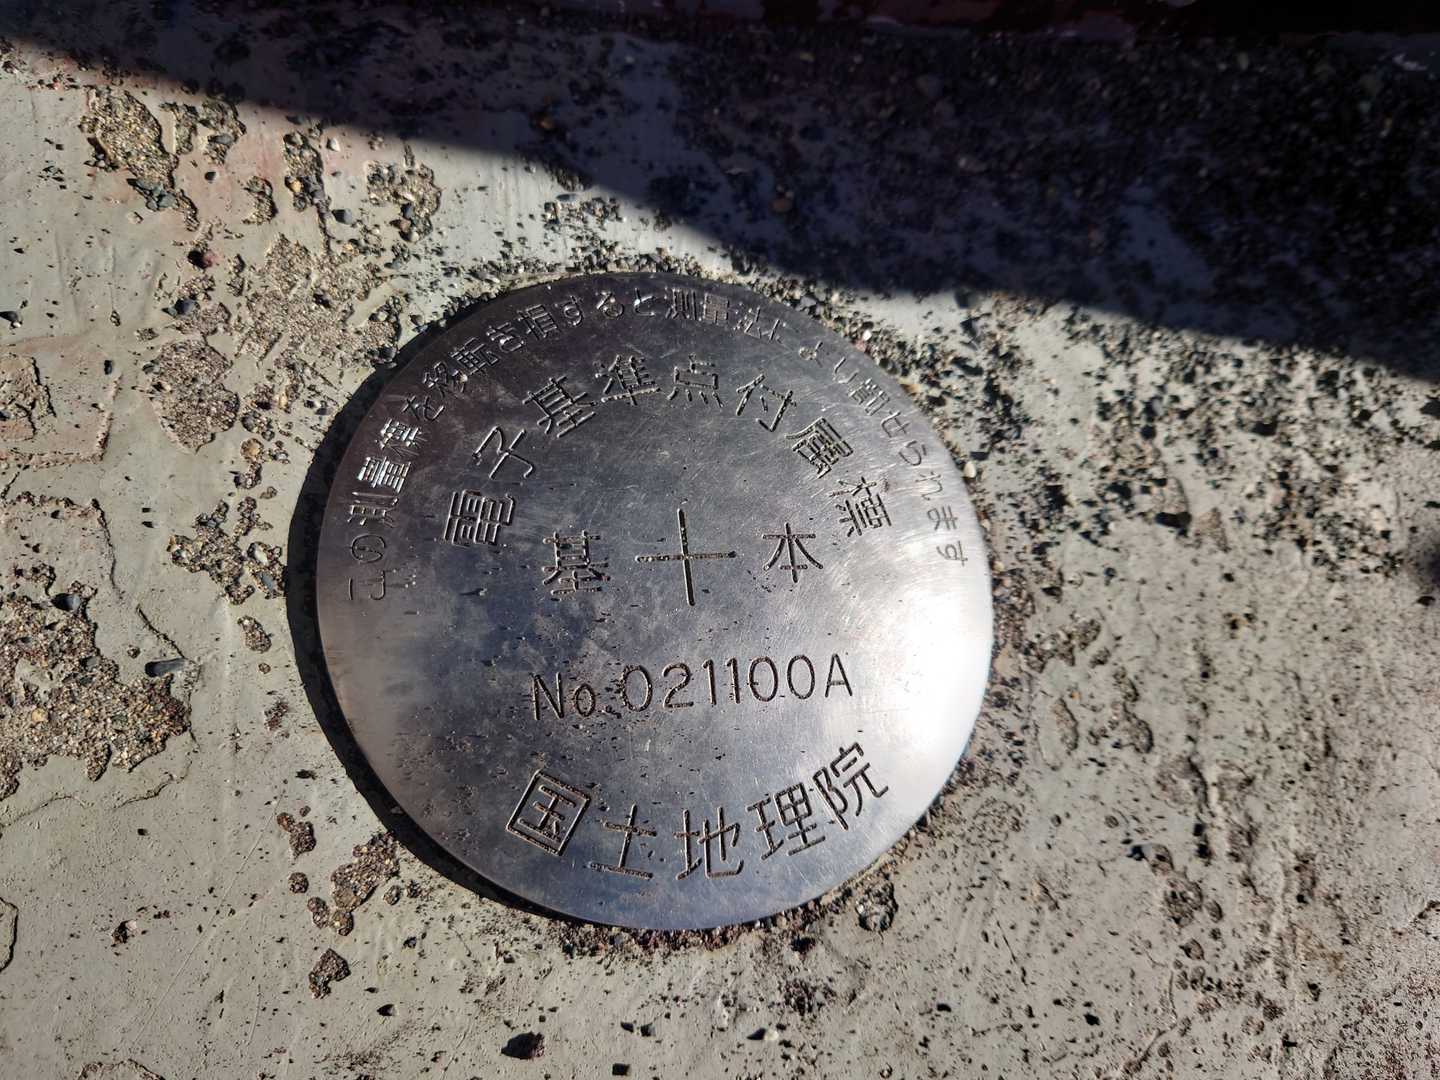 この測量標を移転き損すると測量法により罰せられます
電子基準点付属標
基 本
No.021100A
国土地理院